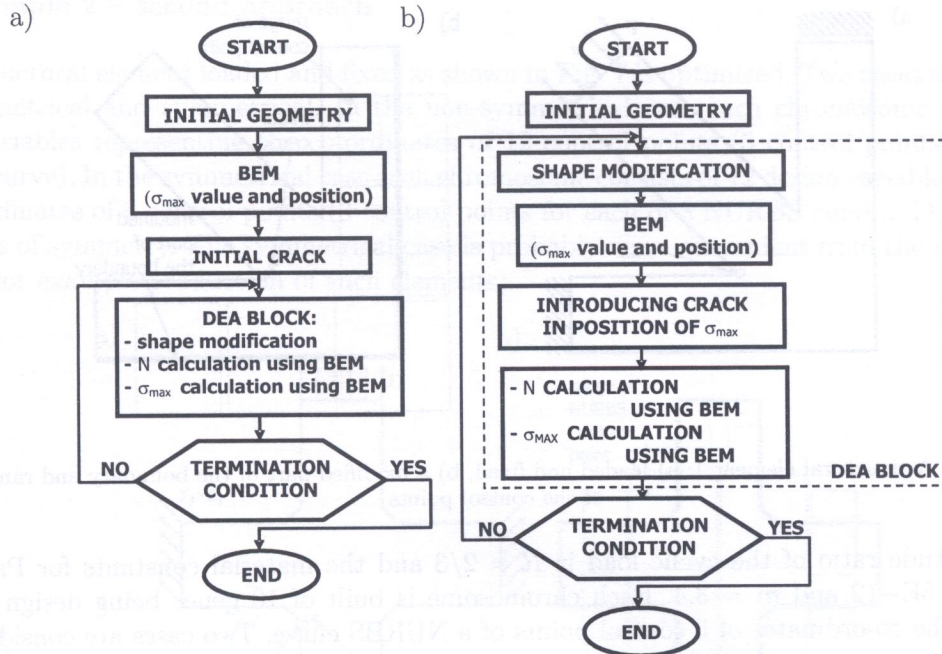 a)
START
INITIAL GEOMETRY
BEM
(σmax value and position)
INITIAL CRACK
DEA BLOCK:
- shape modification
- N calculation using BEM
- σmax calculation using BEM
NO
TERMINATION
CONDITION
YES
END
b)
START
INITIAL GEOMETRY
SHAPE MODIFICATION
BEM
(σmax value and position)
INTRODUCING CRACK
IN POSITION OF σmax
- N CALCULATION
USING BEM
- σMAX CALCULATION
USING BEM
DEA BLOCK
NO
TERMINATION
CONDITION
YES
END